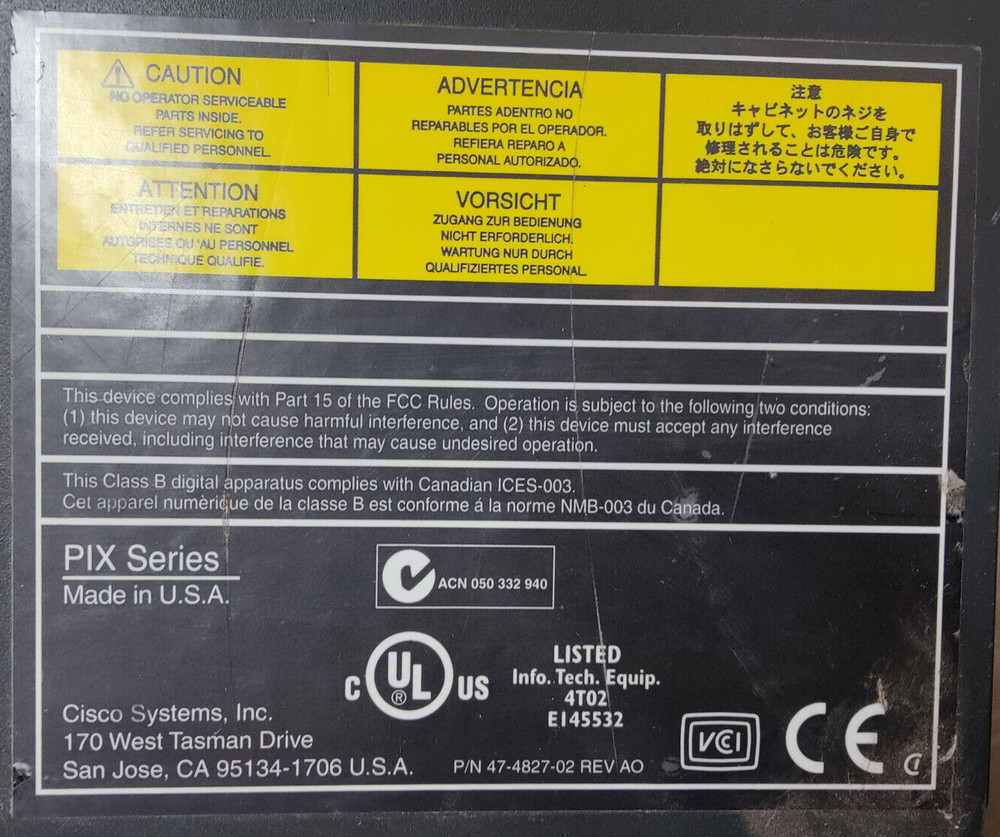 CAUTION
NO OPERATOR SERVICEABLE
PARTS INSIDE.
REFER SERVICING TO
QUALIFIED PERSONNEL.
ADVERTENCIA
PARTES ADENTRO NO
REPARABLES POR EL OPERADOR.
REFIERA REPARO A
PERSONAL AUTORIZADO.
注意
キャビネットのネジを
取りはずして、お客様ご自身で
修理されることは危険です。
絶対になさらないでください。
ATTENTION
ENTRETIEN ET REPARATIONS
INTERNES NE SONT
AUTORISES QU 'AU PERSONNEL
TECHNIQUE QUALIFIE.
VORSICHT
ZUGANG ZUR BEDIENUNG
NICHT ERFORDERLICH.
WARTUNG NUR DURCH
QUALIFIZIERTES PERSONAL.
This device complies with Part 15 of the FCC Rules. Operation is subject to the following two conditions:
(1) this device may not cause harmful interference, and (2) this device must accept any interference
received, including interference that may cause undesired operation.
This Class B digital apparatus complies with Canadian ICES-003.
Cet apparel numèrique de la classe B est conforme á la norme NMB-003 du Canada.
PIX Series
Made in U.S.A.
ACN 050 332 940
C UL ® US
LISTED
Info. Tech. Equip.
4T02
E145532
Cisco Systems, Inc.
170 West Tasman Drive
San Jose, CA 95134-1706 U.S.A.
P/N 47-4827-02 REV AO
VCI
CE